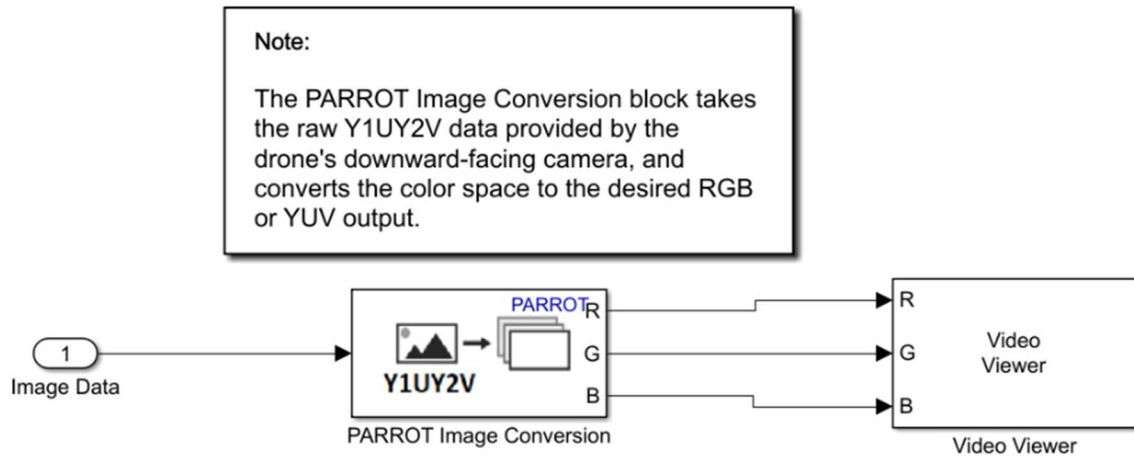 Note:
The PARROT Image Conversion block takes
the raw Y1UY2V data provided by the
drone's downward-facing camera, and
converts the color space to the desired RGB
or YUV output.
1
Image Data
PARROT
R
G
B
Y1UY2V
PARROT Image Conversion
R
G
B
Video
Viewer
Video Viewer